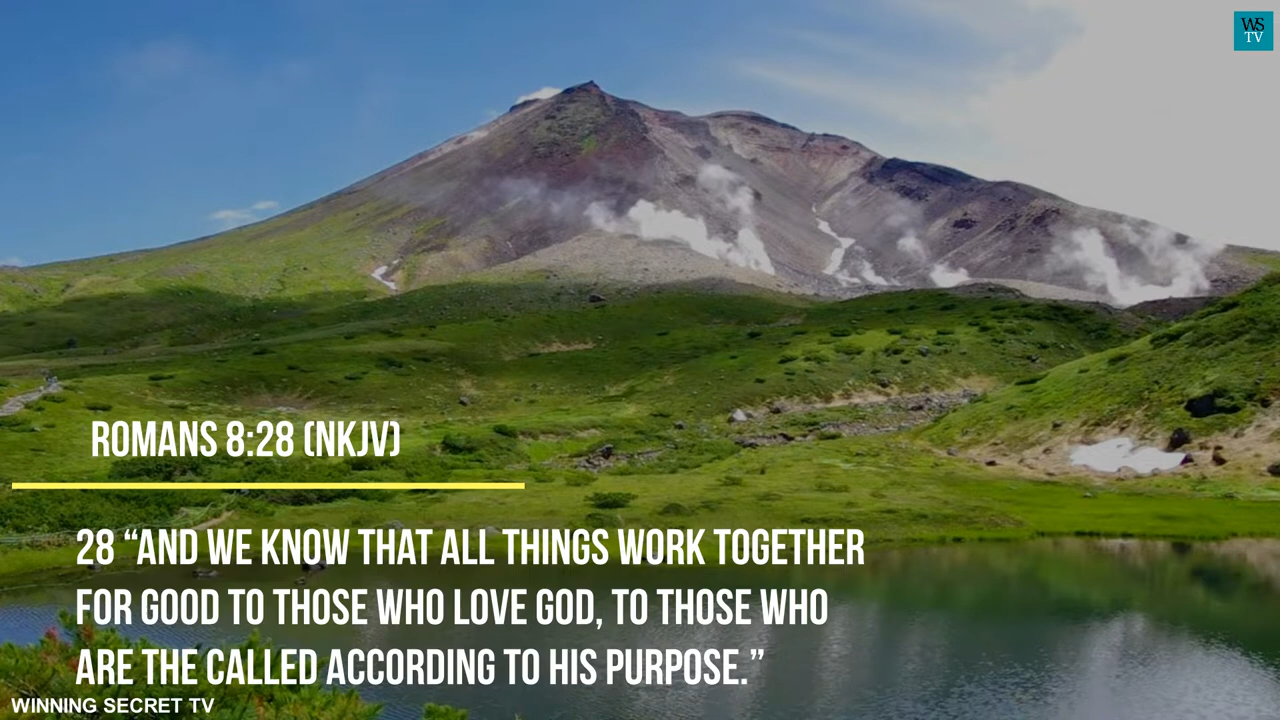 WS
TV
ROMANS 8:28 (NKJV)
28 “AND WE KNOW THAT ALL THINGS WORK TOGETHER
FOR GOOD TO THOSE WHO LOVE GOD, TO THOSE WHO
ARE THE CALLED ACCORDING TO HIS PURPOSE.”
WINNING SECRET TV